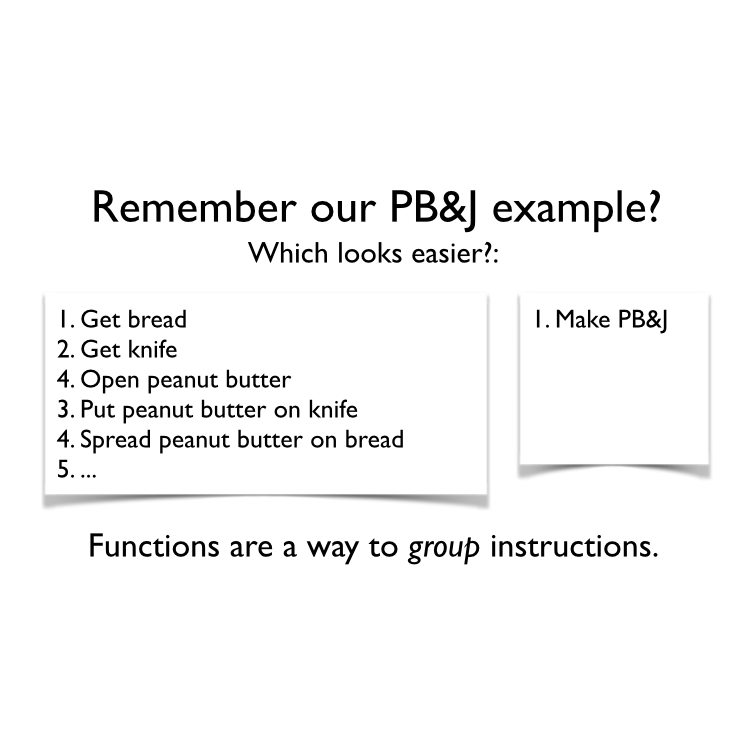 Remember our PB&J example?
Which looks easier?:
1. Get bread
2. Get knife
4. Open peanut butter
3. Put peanut butter on knife
4. Spread peanut butter on bread
5. ...
1. Make PB&J
Functions are a way to group instructions.